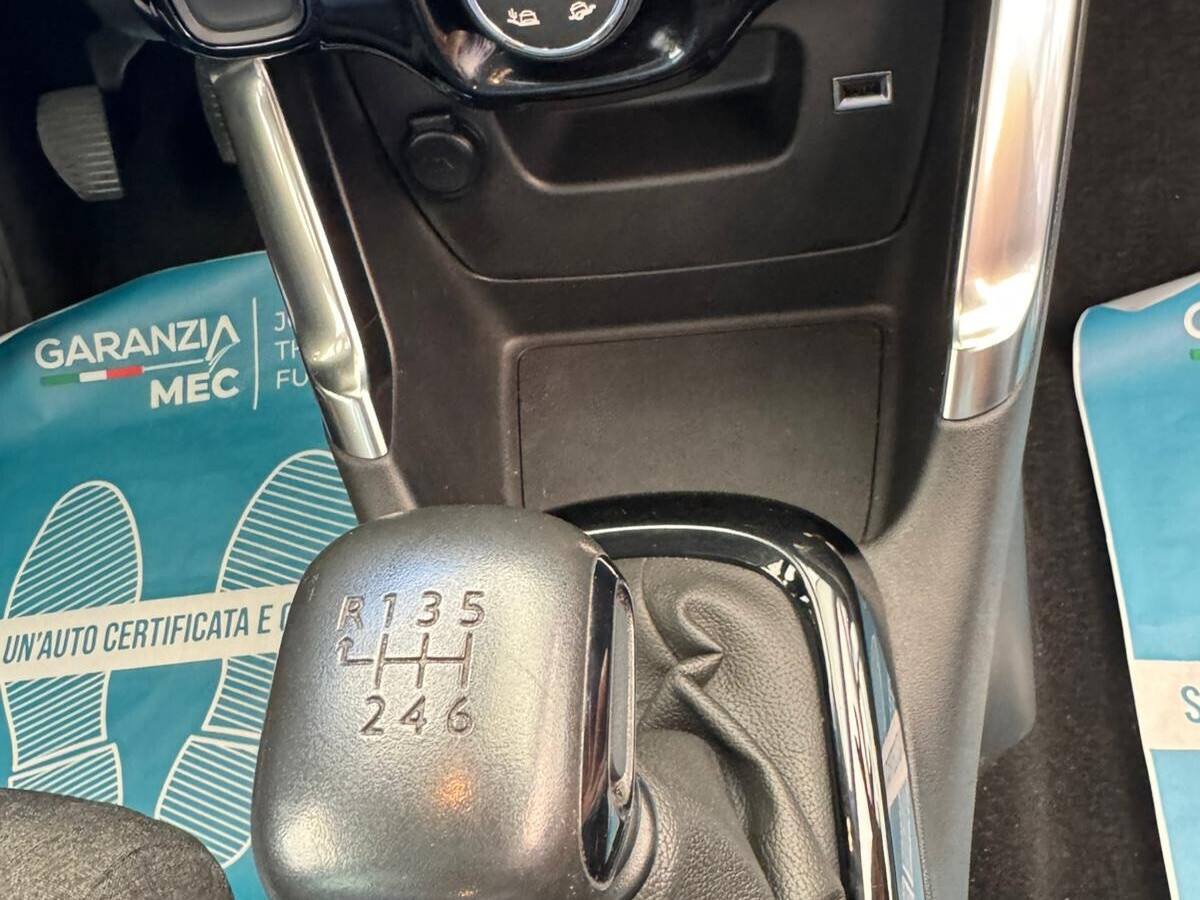 GARANZIA
MEC
UN'AUTO CERTIFICATA E
R 1 3 5
2 4 6